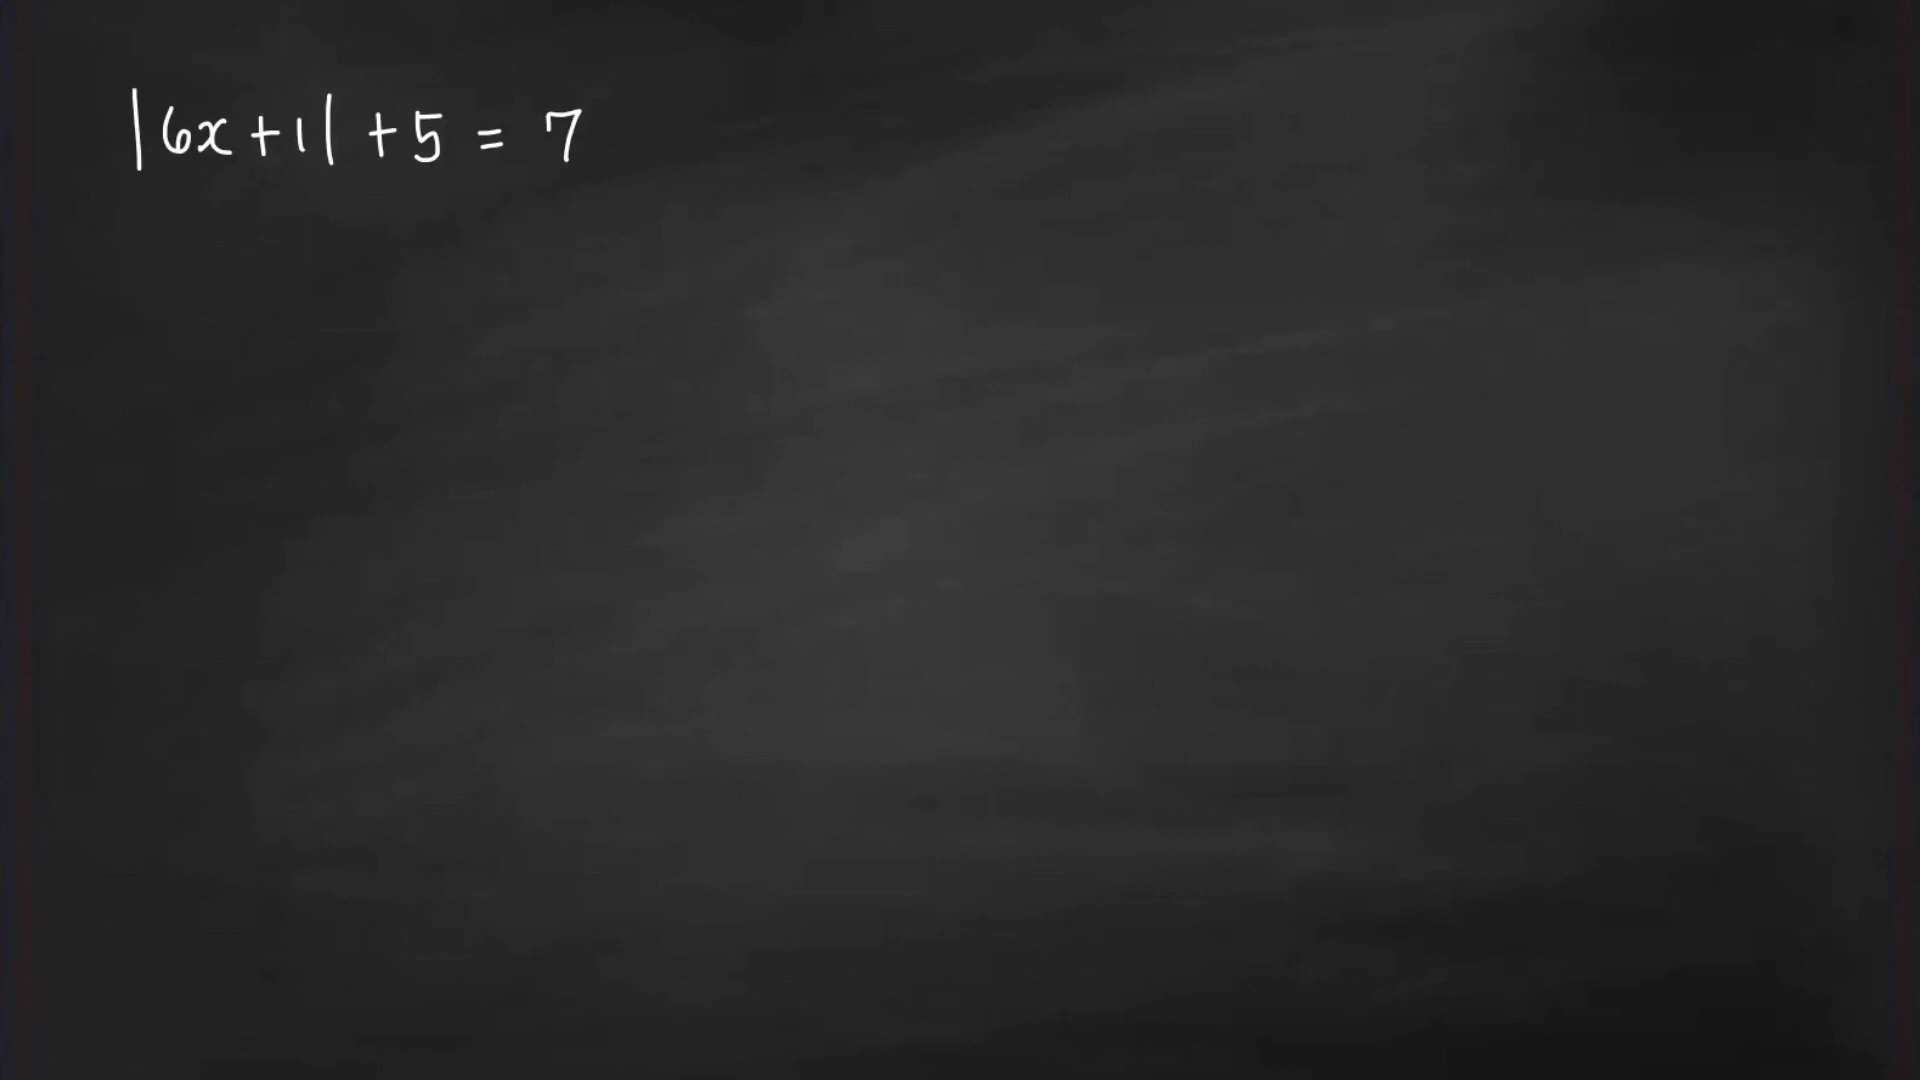 |6x+1| +5 = 7